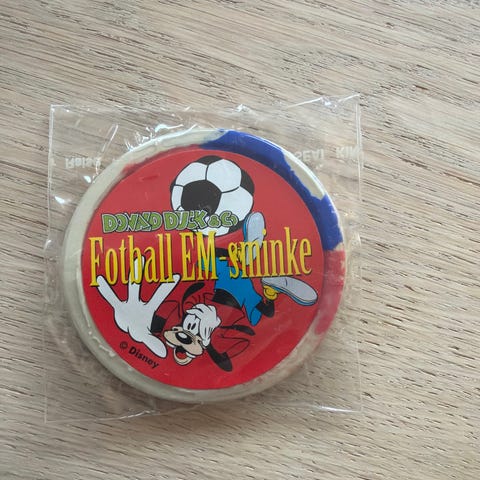 DONALD DUCK & Co
Fotball EM-sminke
© Disney